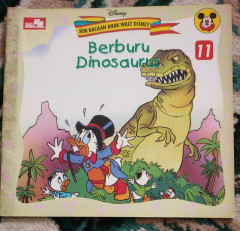 Disney
SERI BACAAN ANAK WALT DISNEY
Berburu
Dinosaurus
11